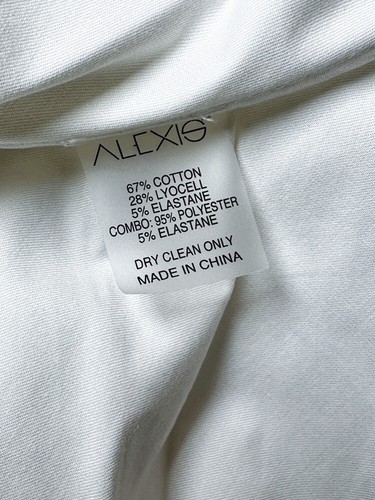 ALEXIS
67% COTTON
28% LYOCELL
5% ELASTANE
COMBO: 95% POLYESTER
5% ELASTANE
DRY CLEAN ONLY
MADE IN CHINA